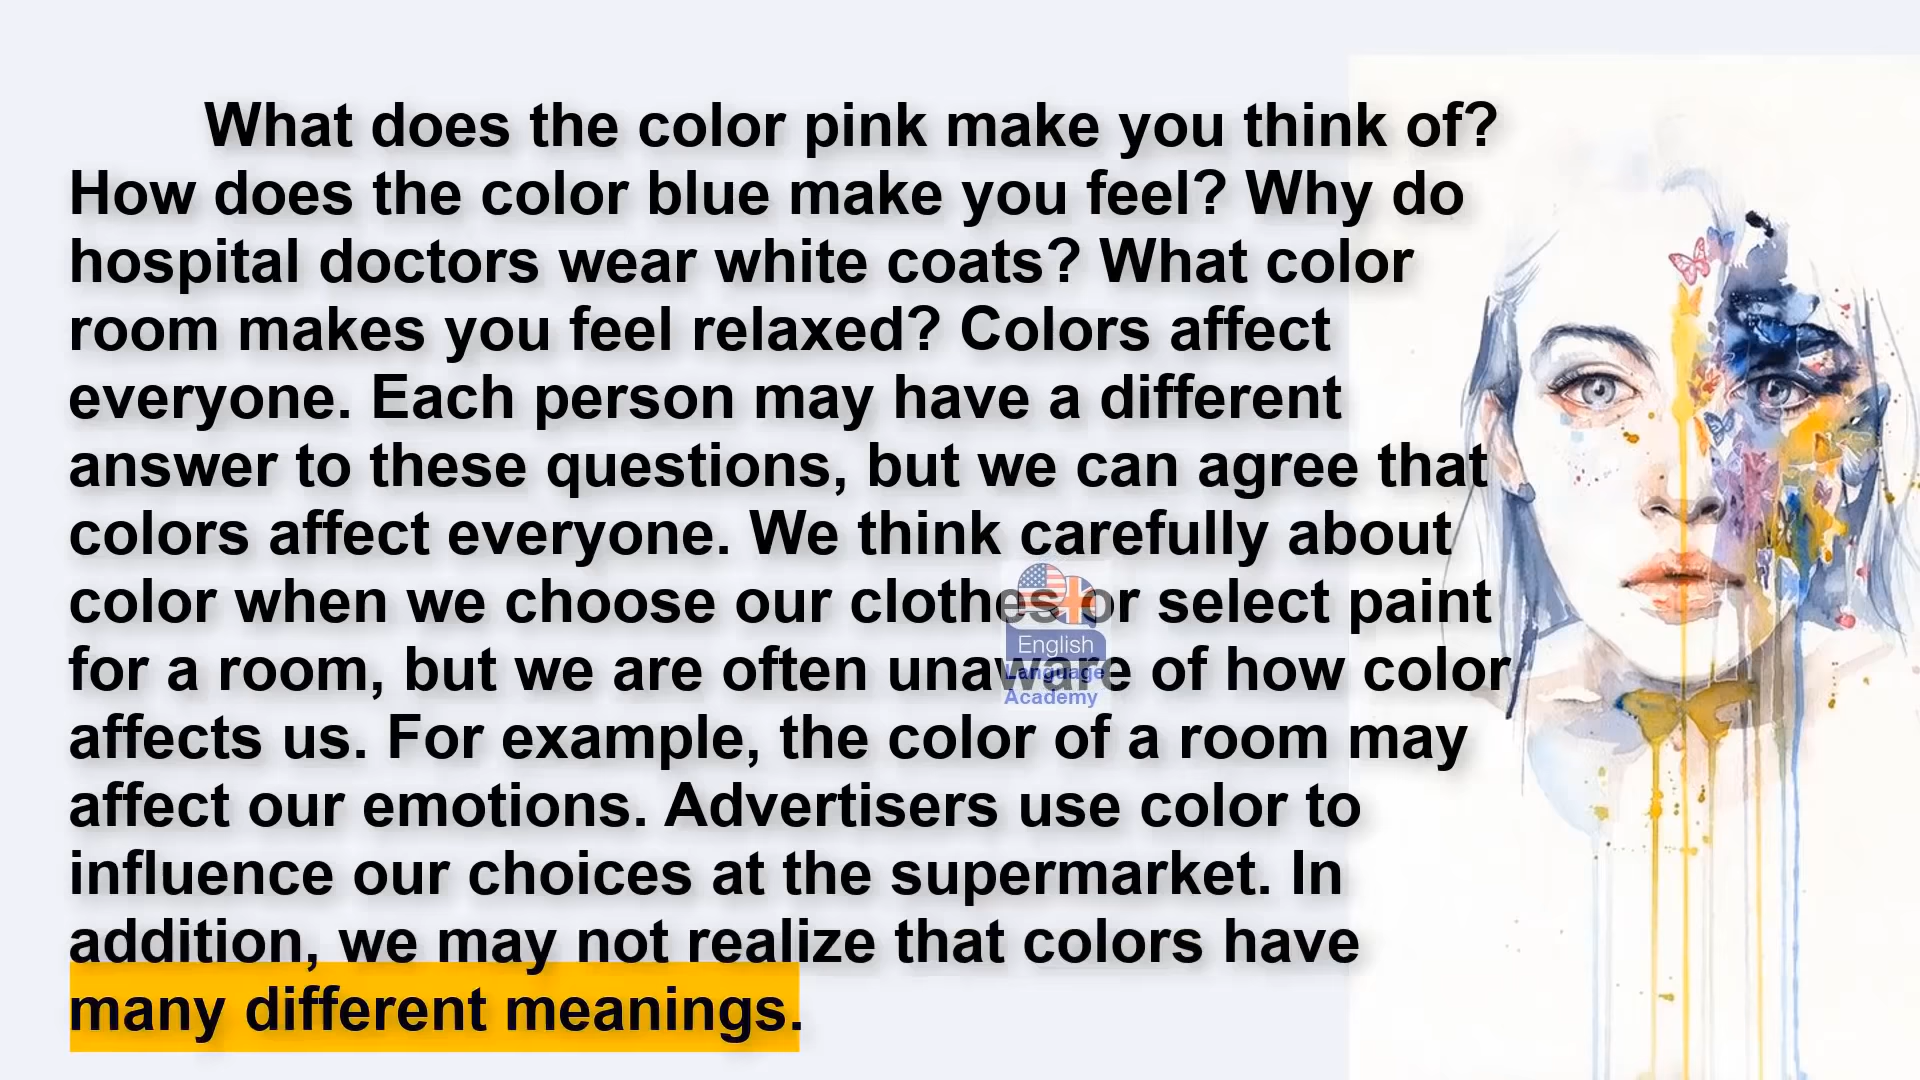 What does the color pink make you think of?
How does the color blue make you feel? Why do
hospital doctors wear white coats? What color
room makes you feel relaxed? Colors affect
everyone. Each person may have a different
answer to these questions, but we can agree that
colors affect everyone. We think carefully about
color when we choose our clothes or select paint
for a room, but we are often unaware of how color
affects us. For example, the color of a room may
affect our emotions. Advertisers use color to
influence our choices at the supermarket. In
addition, we may not realize that colors have
many different meanings.
English
Language
Academy